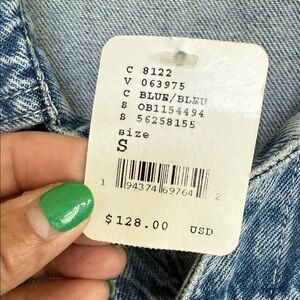 C 8122
V 063975
C BLUE/BLEU
S OB1154494
S 56258155
Size
S
1 94374 69764 2
$128.00 USD